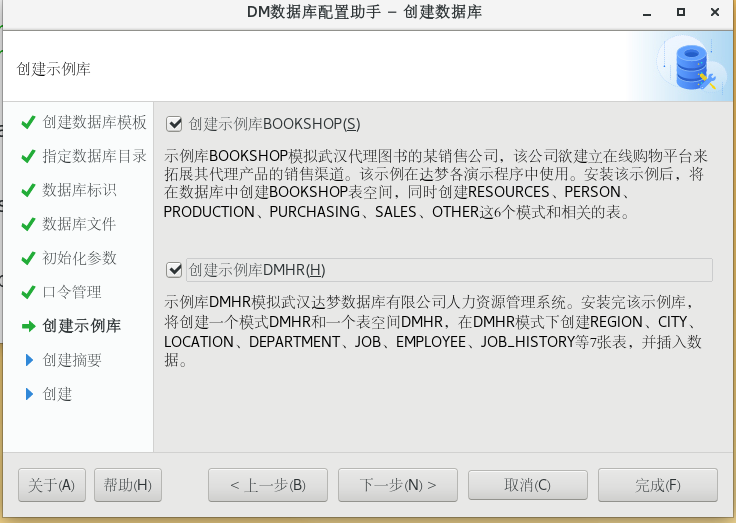 DM数据库配置助手 – 创建数据库
创建示例库
创建数据库模板
指定数据库目录
数据库标识
数据库文件
初始化参数
口令管理
创建示例库
创建摘要
创建
创建示例库BOOKSHOP(S)
示例库BOOKSHOP模拟武汉代理图书的某销售公司，该公司欲建立在线购物平台来
拓展其代理产品的销售渠道。该示例在达梦各演示程序中使用。安装该示例后，将
在数据库中创建BOOKSHOP表空间，同时创建RESOURCES、PERSON、
PRODUCTION、PURCHASING、SALES、OTHER这6个模式和相关的表。
创建示例库DMHR(H)
示例库DMHR模拟武汉达梦数据库有限公司人力资源管理系统。安装完该示例库，
将创建一个模式DMHR和一个表空间DMHR，在DMHR模式下创建REGION、CITY、
LOCATION、DEPARTMENT、JOB、EMPLOYEE、JOB_HISTORY等7张表，并插入数
据。
关于(A)
帮助(H)
< 上一步(B)
下一步(N) >
取消(C)
完成(F)